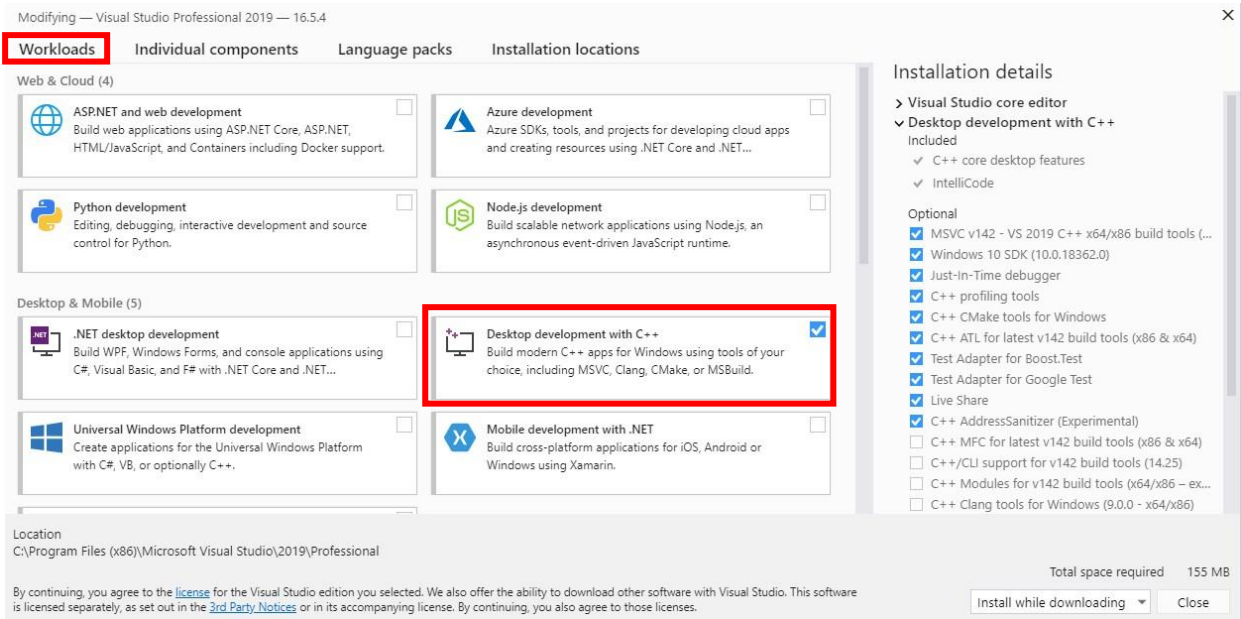 Modifying — Visual Studio Professional 2019 — 16.5.4
Workloads
Individual components
Language packs
Installation locations
Web & Cloud (4)
ASP.NET and web development
Build web applications using ASP.NET Core, ASP.NET,
HTML/JavaScript, and Containers including Docker support.
Azure development
Azure SDKs, tools, and projects for developing cloud apps
and creating resources using .NET Core and .NET...
Python development
Editing, debugging, interactive development and source
control for Python.
Node.js development
Build scalable network applications using Node.js, an
asynchronous event-driven JavaScript runtime.
Desktop & Mobile (5)
.NET
.NET desktop development
Build WPF, Windows Forms, and console applications using
C#, Visual Basic, and F# with .NET Core and .NET...
Desktop development with C++
Build modern C++ apps for Windows using tools of your
choice, including MSVC, Clang, CMake, or MSBuild.
Universal Windows Platform development
Create applications for the Universal Windows Platform
with C#, VB, or optionally C++.
Mobile development with .NET
Build cross-platform applications for iOS, Android or
Windows using Xamarin.
Installation details
Visual Studio core editor
Desktop development with C++
Included
C++ core desktop features
IntelliCode
Optional
MSVC v142 - VS 2019 C++ x64/x86 build tools (...
Windows 10 SDK (10.0.18362.0)
Just-In-Time debugger
C++ profiling tools
C++ CMake tools for Windows
C++ ATL for latest v142 build tools (x86 & x64)
Test Adapter for Boost.Test
Test Adapter for Google Test
Live Share
C++ AddressSanitizer (Experimental)
C++ MFC for latest v142 build tools (x86 & x64)
C++/CLI support for v142 build tools (14.25)
C++ Modules for v142 build tools (x64/x86 – ex...
C++ Clang tools for Windows (9.0.0 - x64/x86)
Location
C:\Program Files (x86)\Microsoft Visual Studio\2019\Professional
Total space required 155 MB
By continuing, you agree to the license for the Visual Studio edition you selected. We also offer the ability to download other software with Visual Studio. This software
is licensed separately, as set out in the 3rd Party Notices or in its accompanying license. By continuing, you also agree to those licenses.
Install while downloading
Close